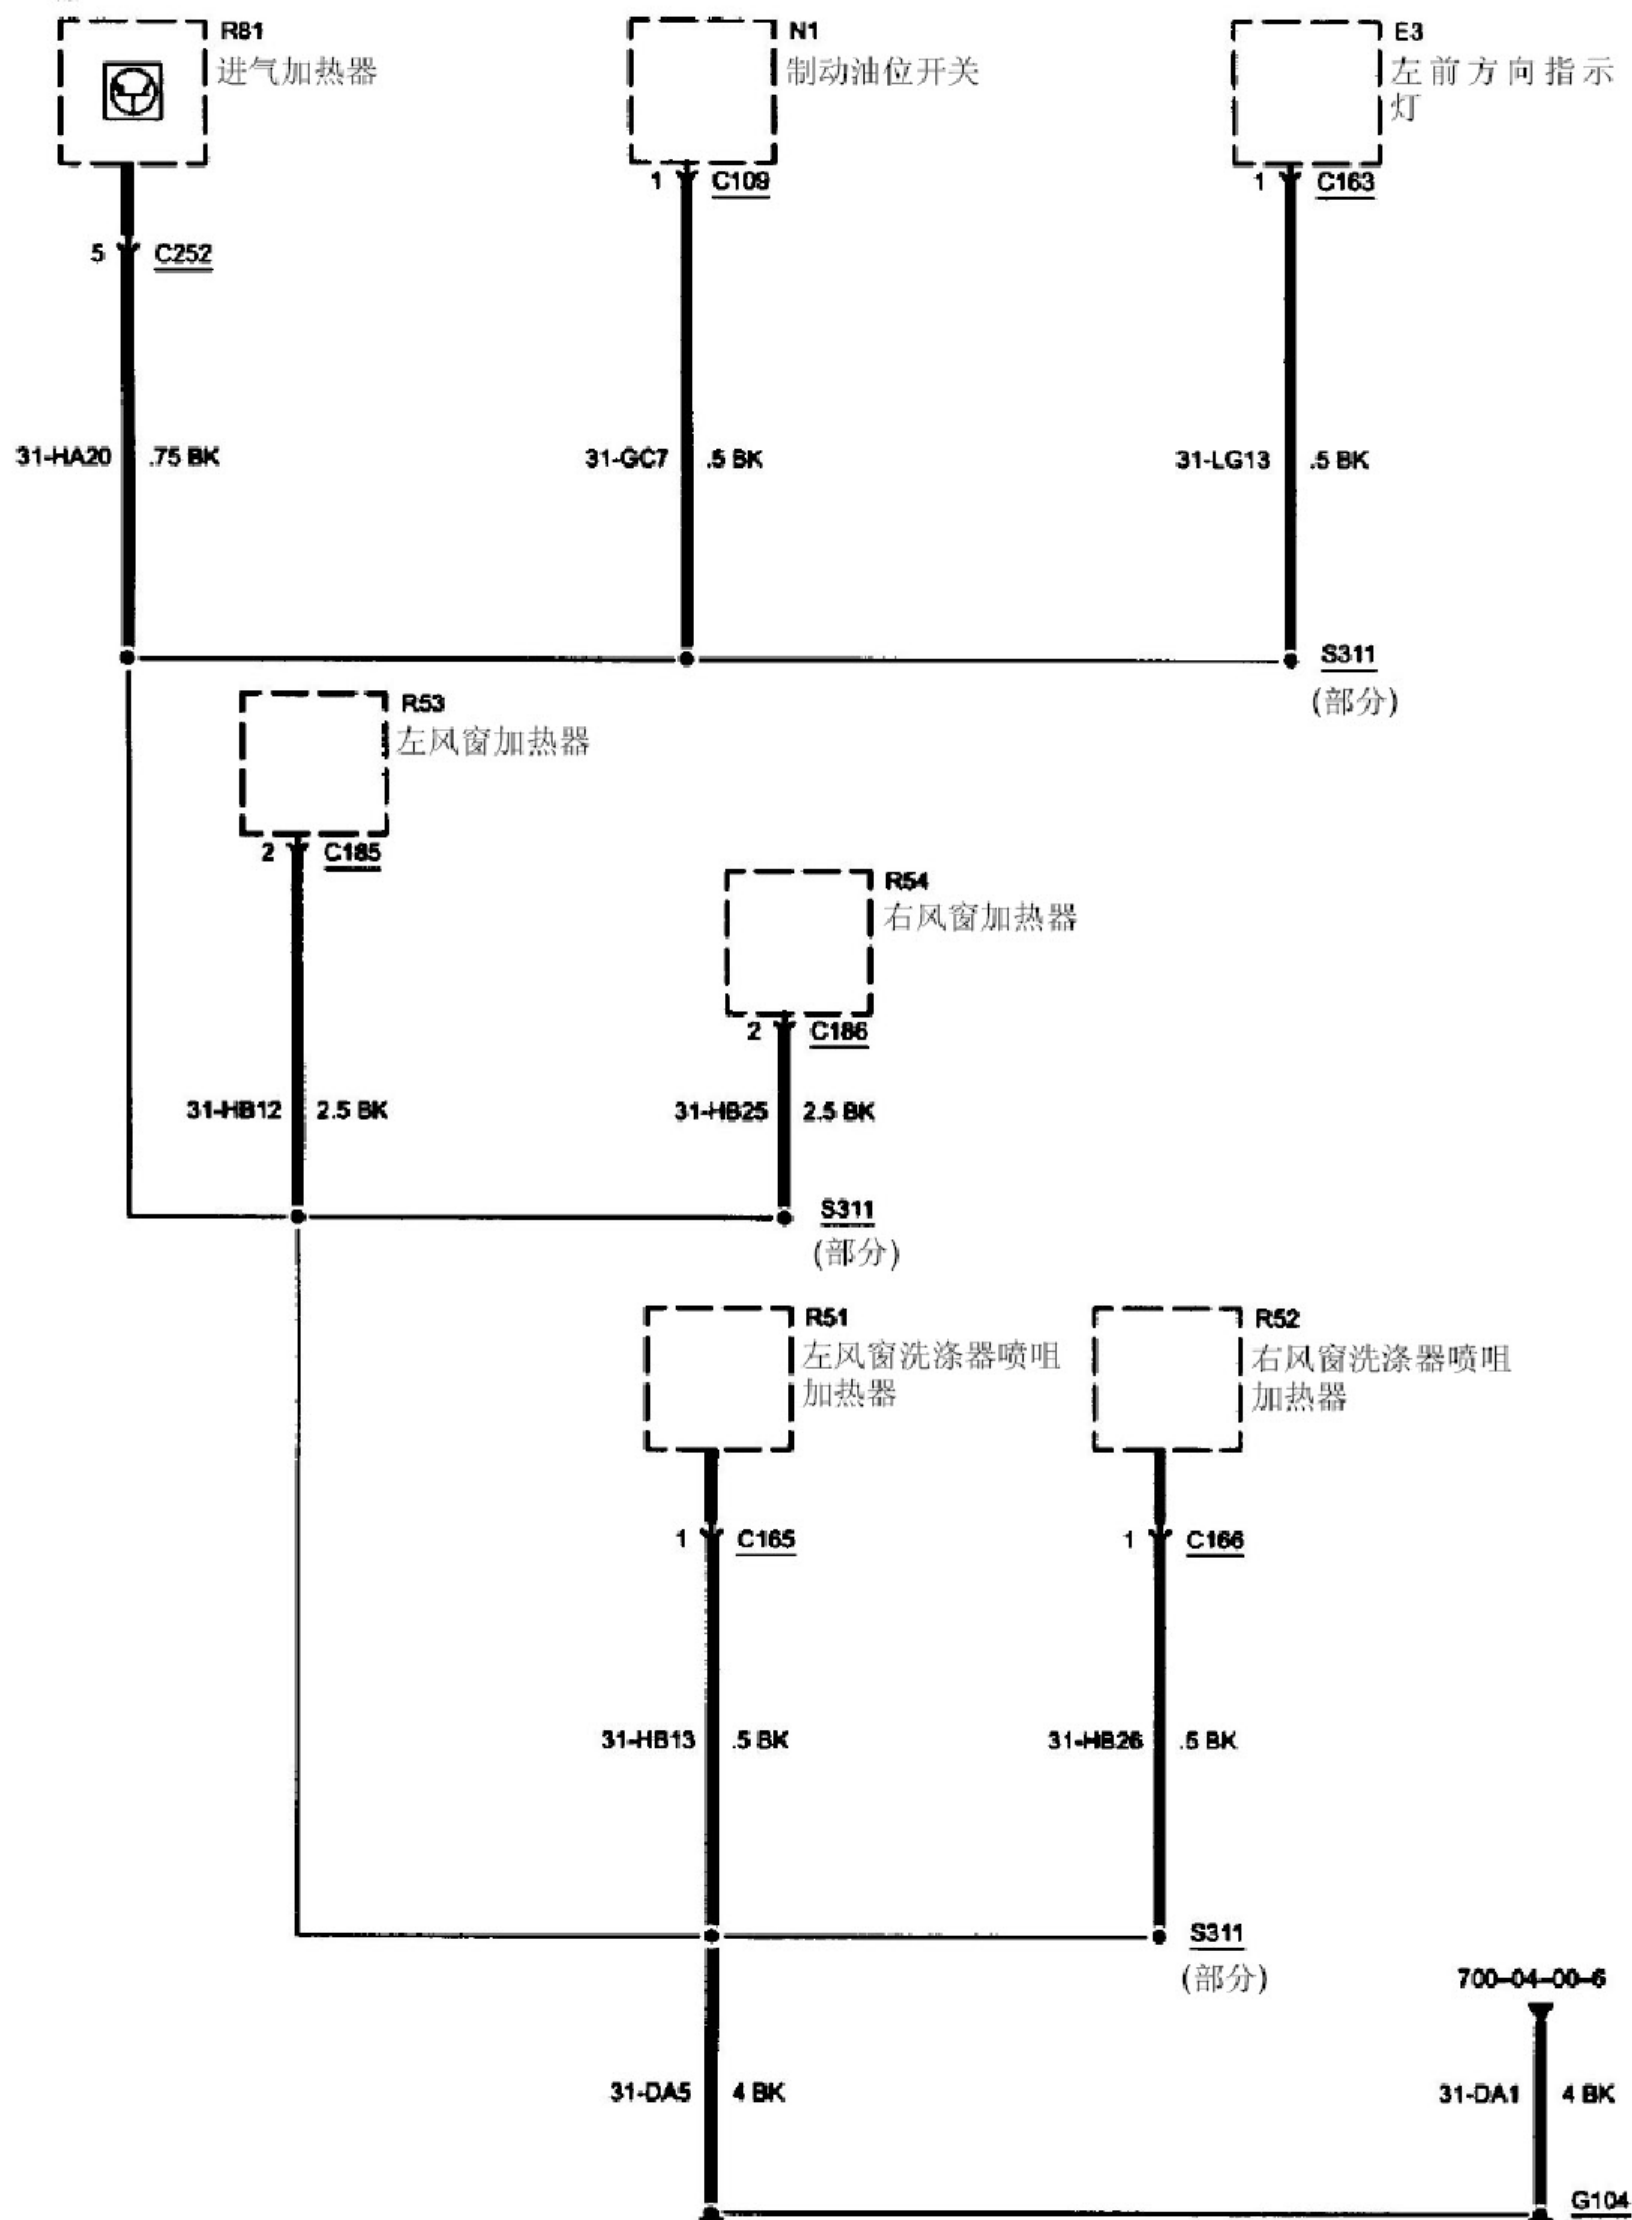 R81
进气加热器
N1
制动油位开关
E3
左前方向指示
灯
1 C109
1 C163
5 C252
31-HA20 .75 BK
31-GC7 .5 BK
31-LG13 .5 BK
S311
(部分)
R53
左风窗加热器
2 C185
R54
右风窗加热器
2 C186
31-HB12 2.5 BK
31-HB25 2.5 BK
S311
(部分)
R51
左风窗洗涤器喷咀
加热器
R52
右风窗洗涤器喷咀
加热器
1 C165
1 C166
31-HB13 .5 BK
31-HB26 .5 BK
S311
(部分)
700-04-00-6
31-DA5 4 BK
31-DA1 4 BK
G104